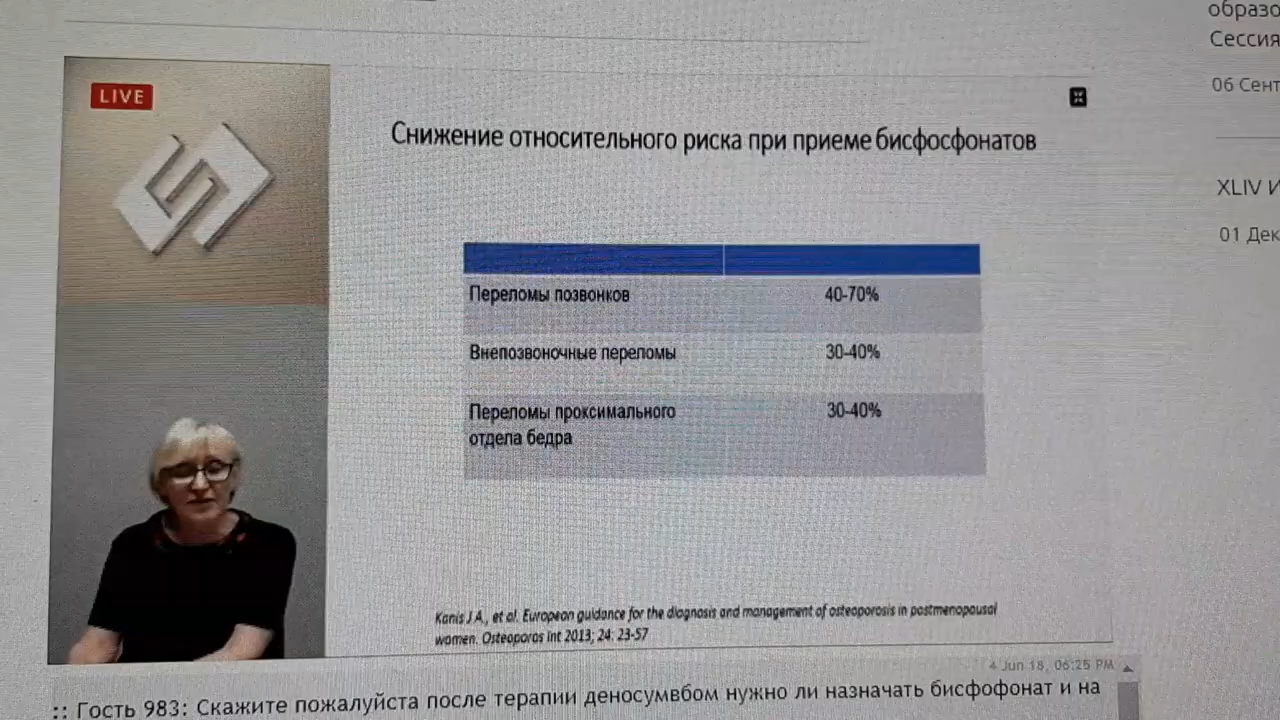 образо
Сессия
06 Сент
XLIV И
01 Дек
LIVE
Снижение относительного риска при приеме бисфосфонатов
Переломы позвонков 40-70%
Внепозвоночные переломы 30-40%
Переломы проксимального 30-40%
отдела бедра
Kanis J.A., et al. European guidance for the diagnosis and management of osteoporosis in postmenopausal
women. Osteoporos Int 2013; 24: 23-57
4 Jun 18, 06:25 PM
:: Гость 983: Скажите пожалуйста после терапии деносумвбом нужно ли назначать бисфофонат и на